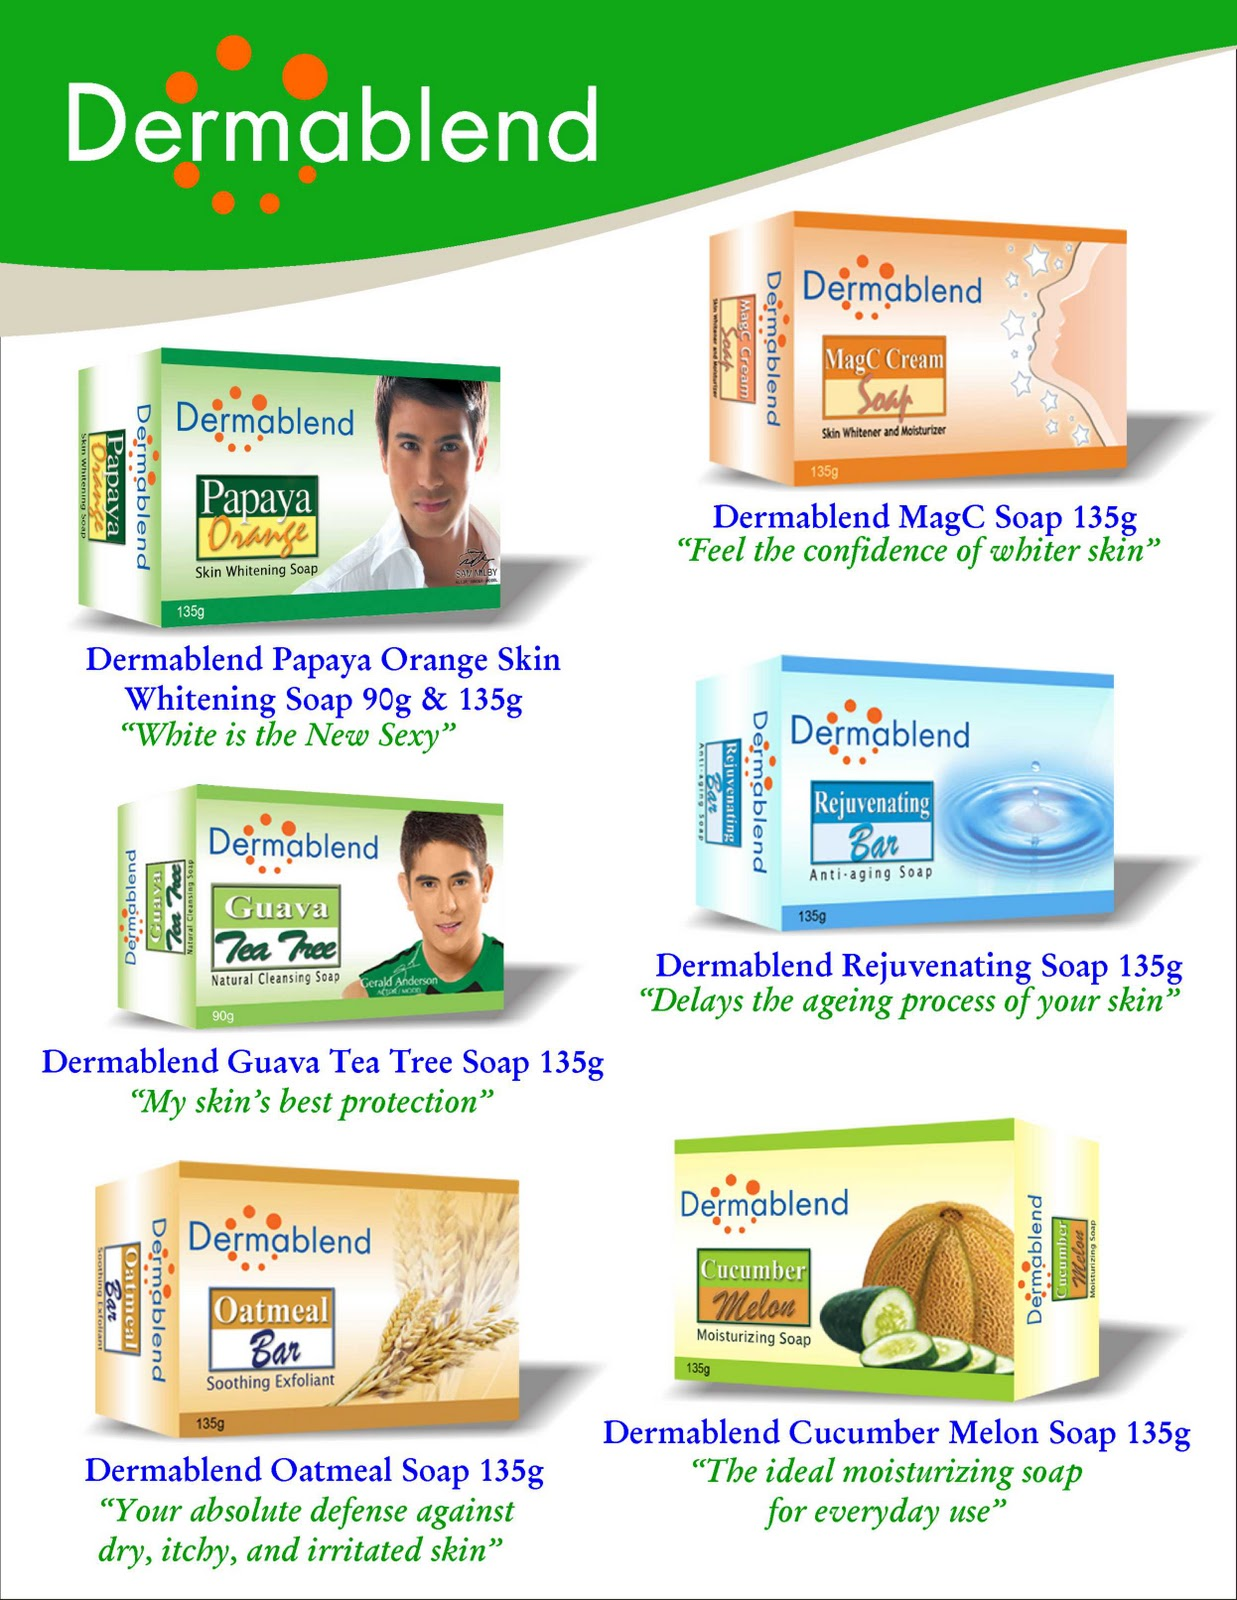 Dermablend
Dermablend
MagC Cream
Soap
Skin Whitener and Moisturizer
135g
Dermablend
MagC Cream
Soap
Skin Whitener and Moisturizer
Dermablend MagC Soap 135g
“Feel the confidence of whiter skin”
Dermablend
Papaya
Orange
Skin Whitening Soap
135g
SAM MILBY
Dermablend
Papaya
Orange
Skin Whitening Soap
Dermablend Papaya Orange Skin
Whitening Soap 90g & 135g
“White is the New Sexy”
Dermablend
Rejuvenating
Bar
Anti-aging Soap
135g
Dermablend
Rejuvenating
Bar
Anti-aging Soap
Dermablend Rejuvenating Soap 135g
“Delays the ageing process of your skin”
Dermablend
Guava
Tea Tree
Natural Cleansing Soap
90g
Gerald Anderson
Dermablend
Guava
Tea Tree
Natural Cleansing Soap
Dermablend Guava Tea Tree Soap 135g
“My skin’s best protection”
Dermablend
Oatmeal
Bar
Soothing Exfoliant
135g
Dermablend
Oatmeal
Bar
Soothing Exfoliant
Dermablend Oatmeal Soap 135g
“Your absolute defense against
dry, itchy, and irritated skin”
Dermablend
Cucumber
Melon
Moisturizing Soap
135g
Dermablend
Cucumber
Melon
Moisturizing Soap
Dermablend Cucumber Melon Soap 135g
“The ideal moisturizing soap
for everyday use”